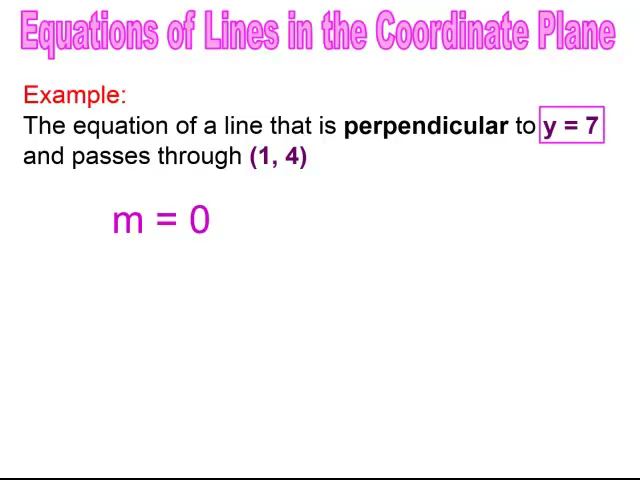 Equations of Lines in the Coordinate Plane
Example:
The equation of a line that is perpendicular to y = 7
and passes through (1, 4)
m = 0